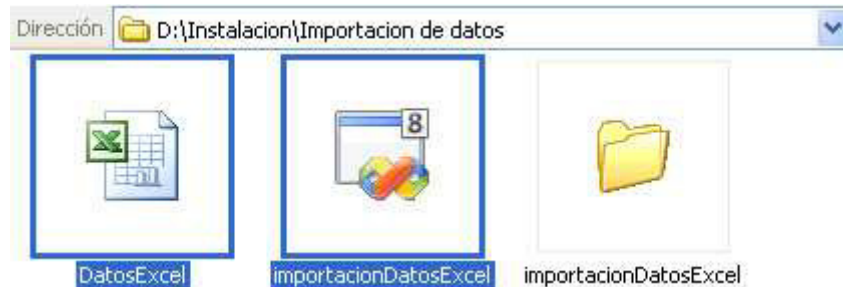 Dirección D:\Instalacion\Importacion de datos
8
DatosExcel importacionDatosExcel importacionDatosExcel